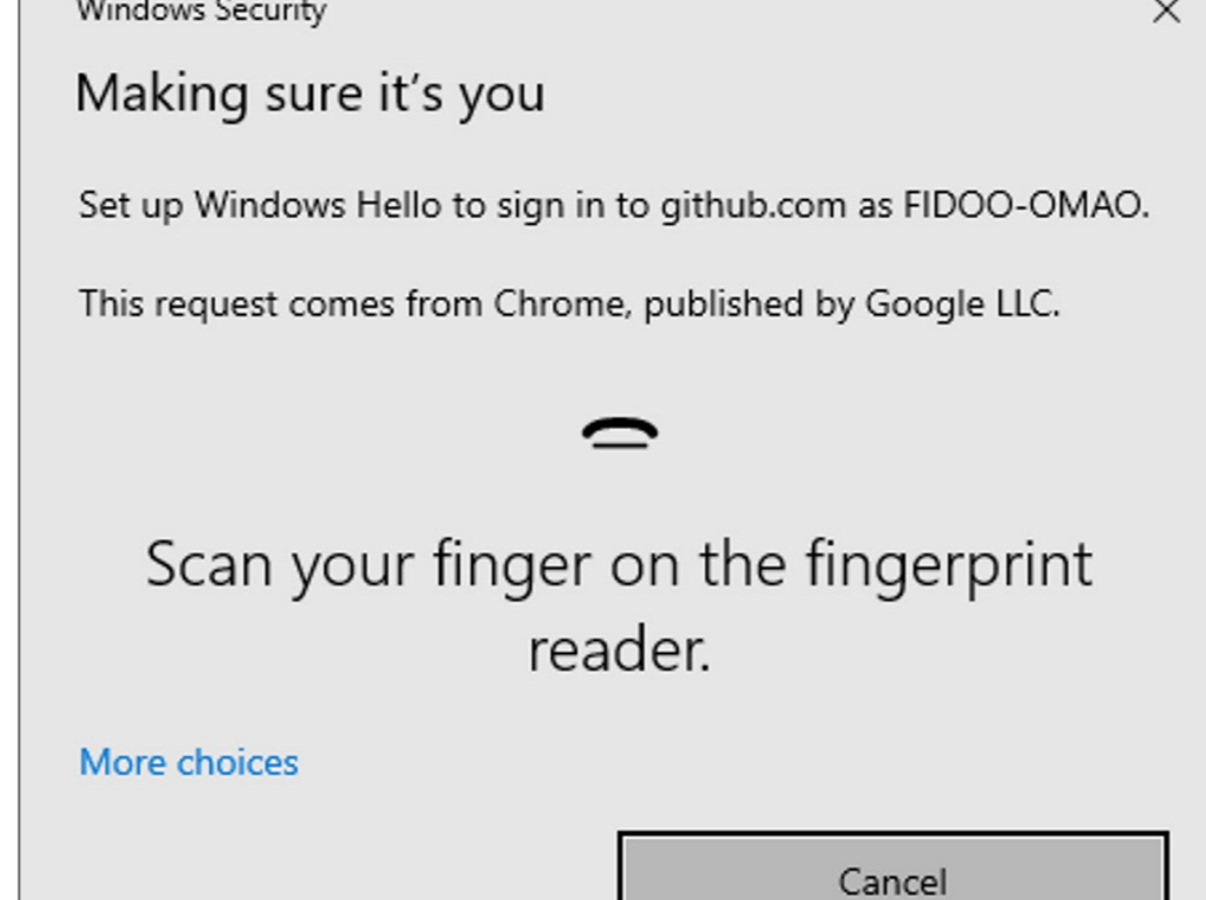 Windows Security
Making sure it’s you
Set up Windows Hello to sign in to github.com as FIDOO-OMAO.
This request comes from Chrome, published by Google LLC.
Scan your finger on the fingerprint
reader.
More choices
Cancel